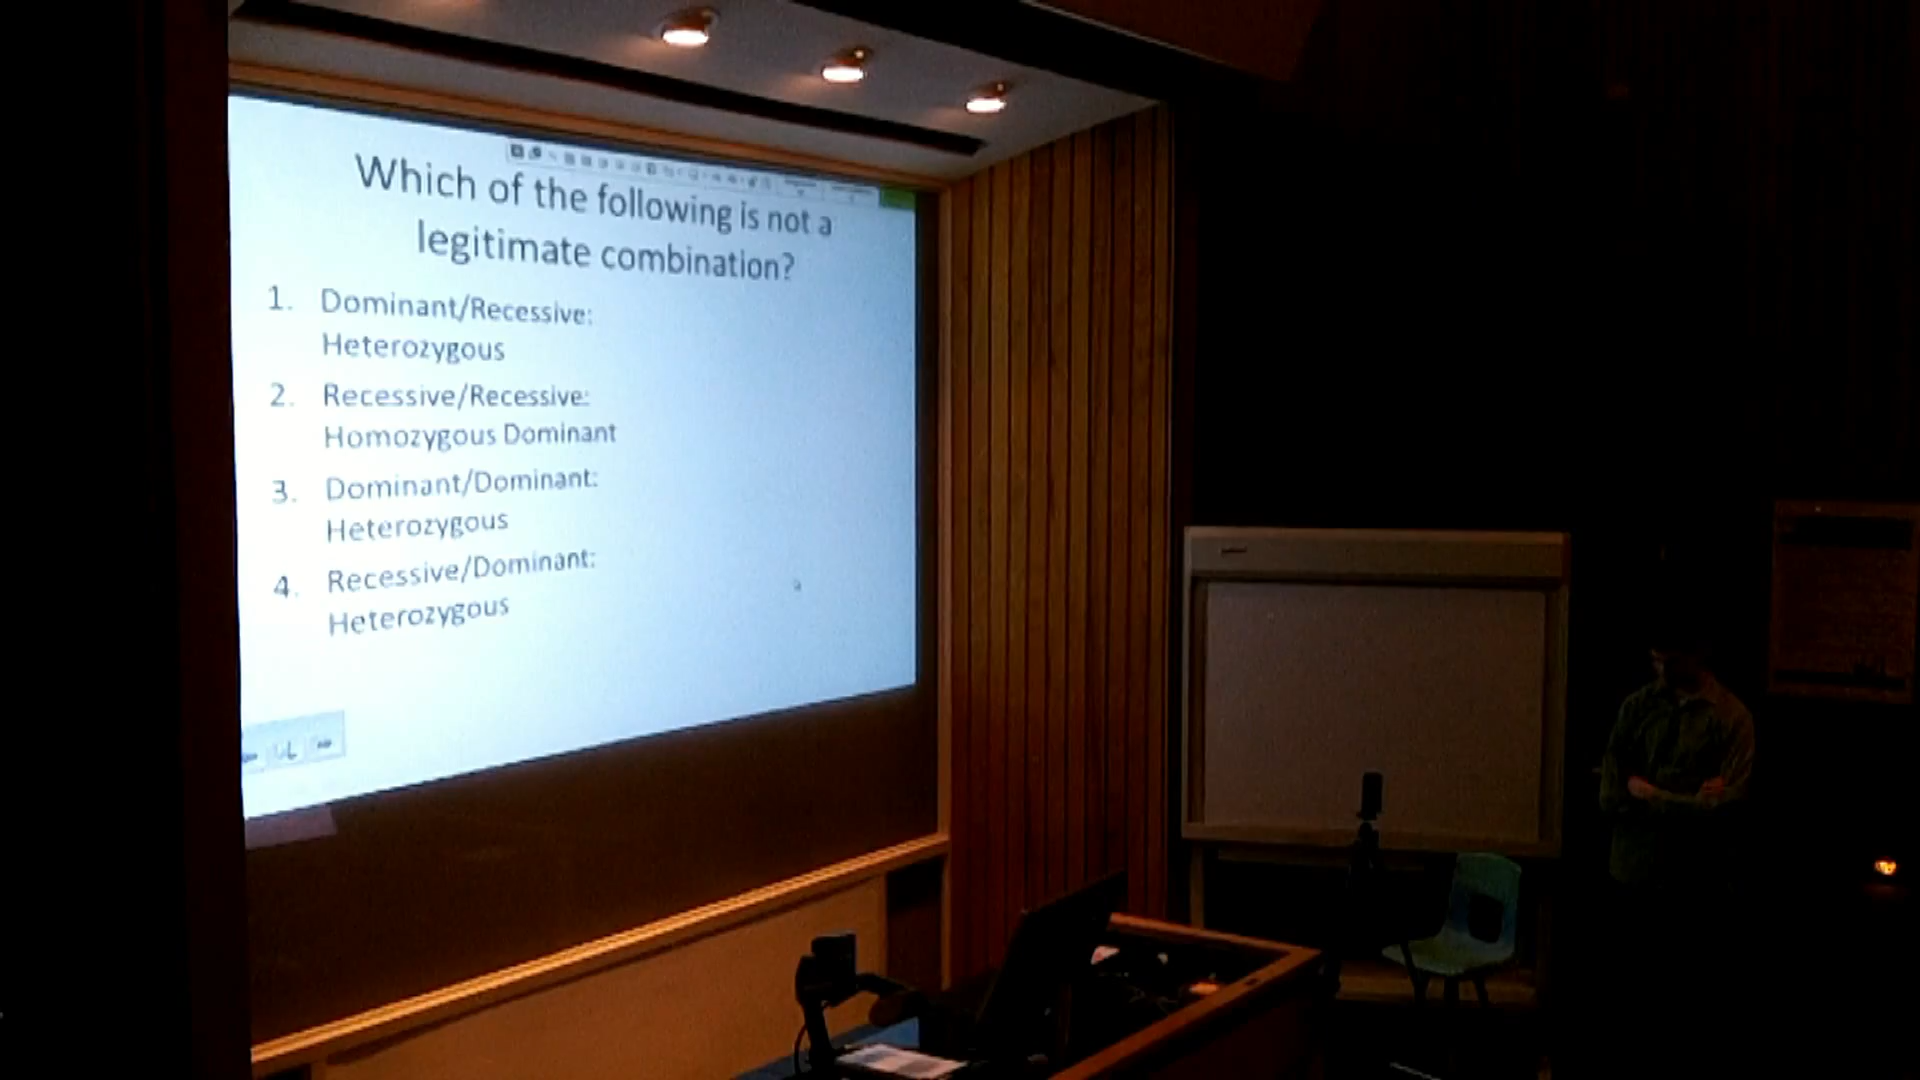 Which of the following is not a
legitimate combination?
1. Dominant/Recessive:
Heterozygous
2. Recessive/Recessive:
Homozygous Dominant
3. Dominant/Dominant:
Heterozygous
4. Recessive/Dominant:
Heterozygous